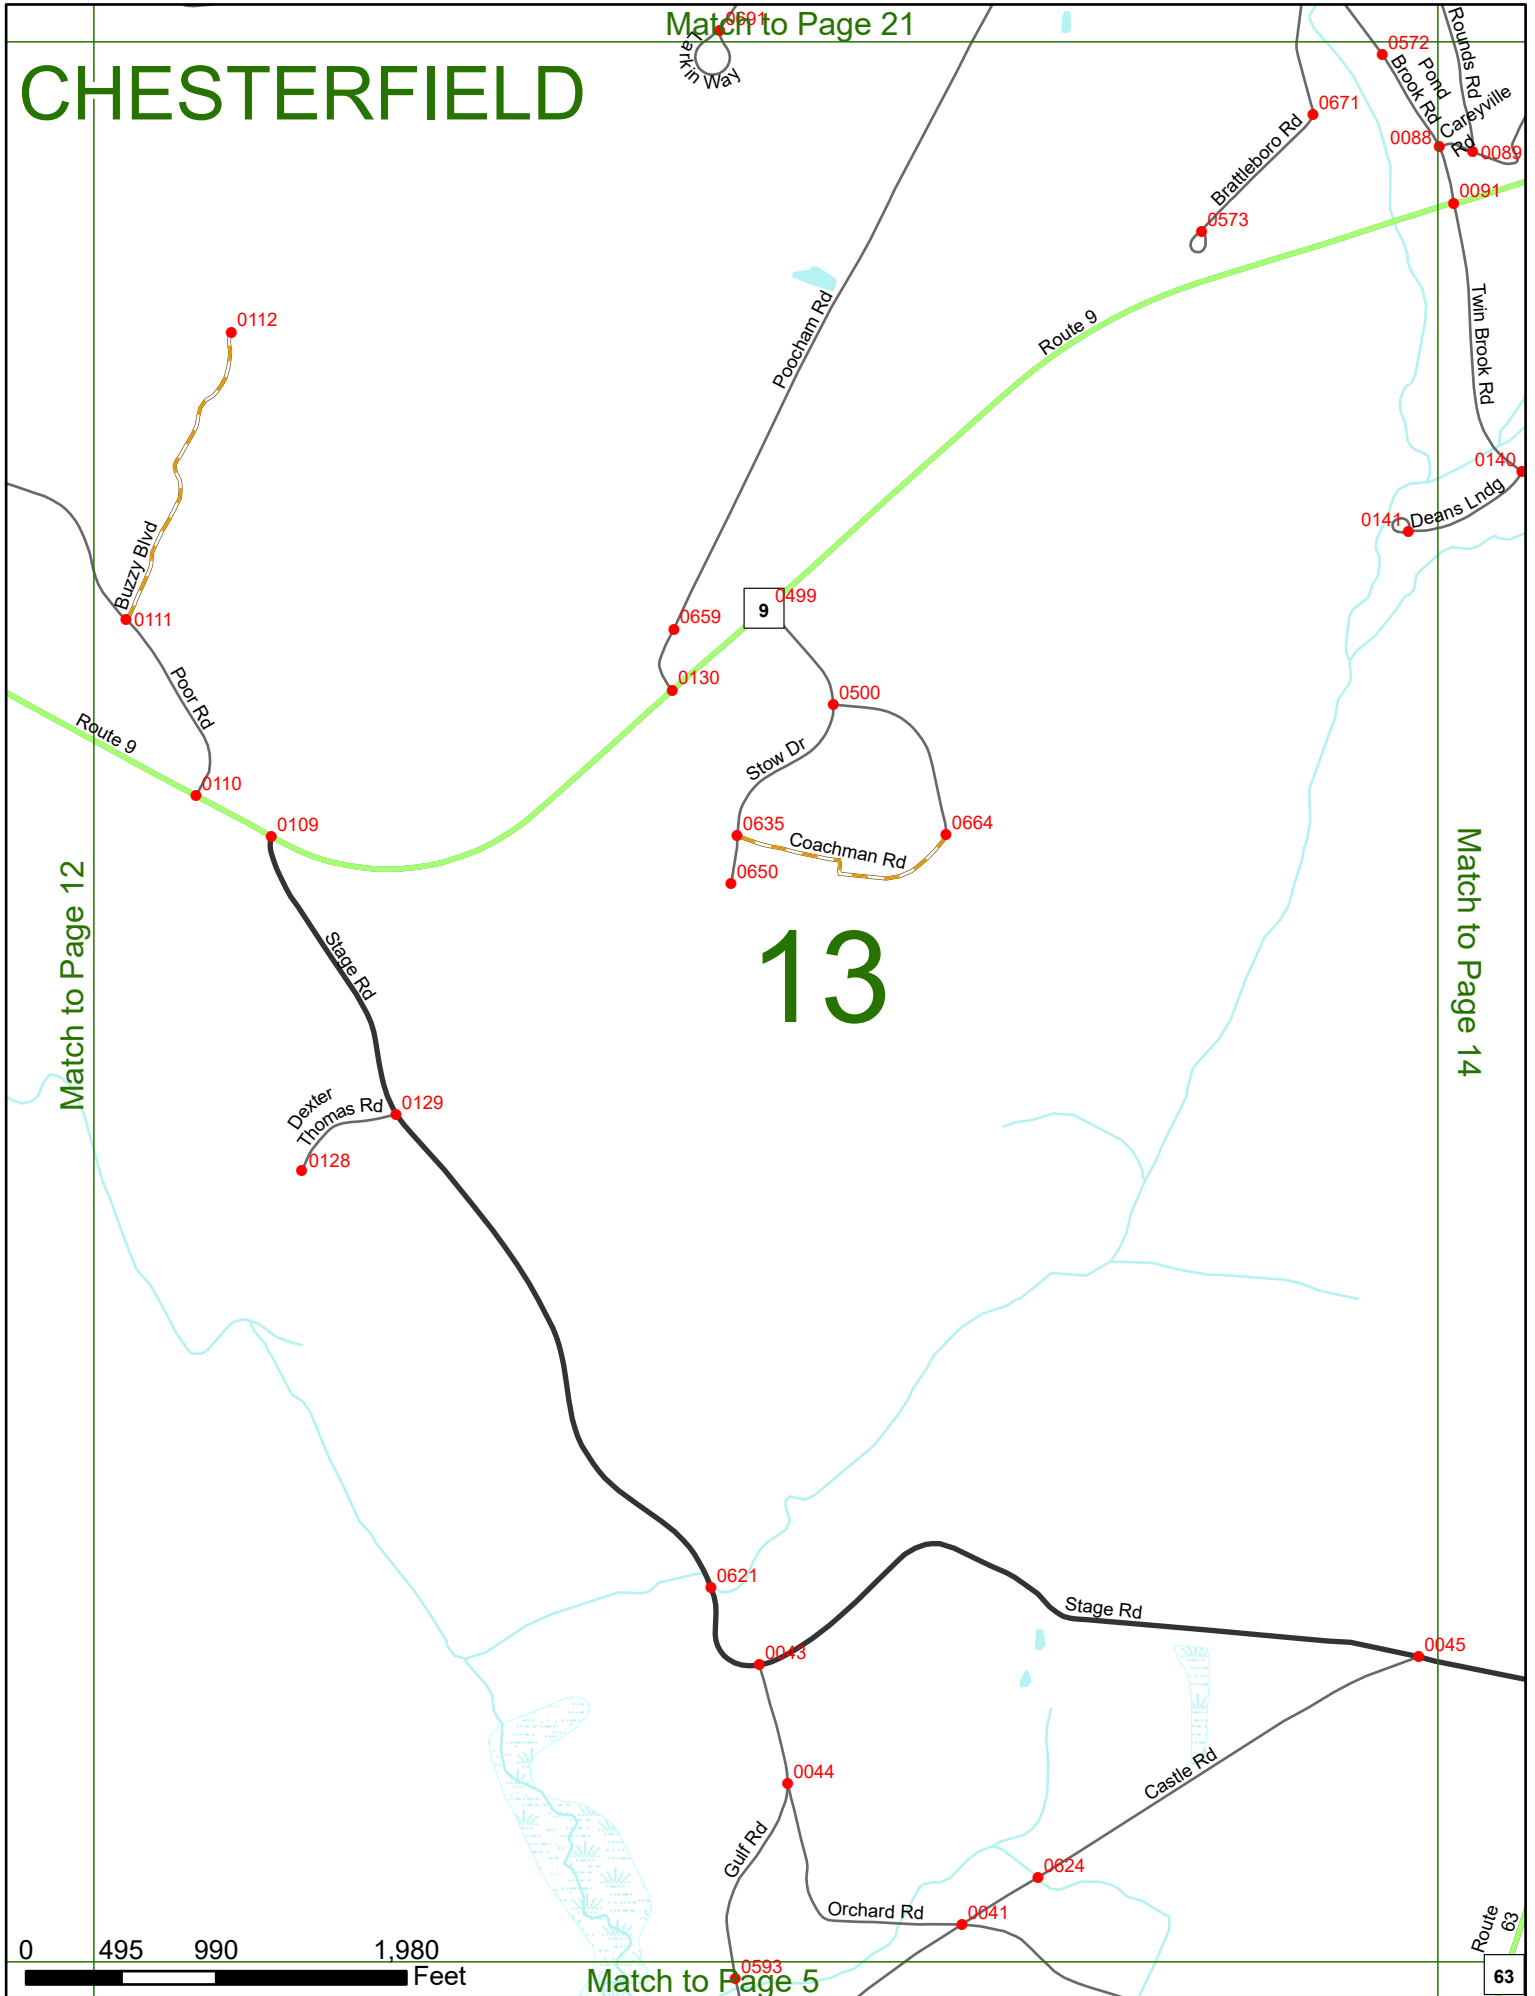 Match to Page 21
0691
Larkin Way
CHESTERFIELD
0572
Pond
Brook Rd
Rounds Rd
Careyville
Rd
0671
0088
0089
Brattleboro Rd
0091
0573
Poocham Rd
Route 9
Twin Brook Rd
0112
0140
Deans Lndg
0141
Buzzy Blvd
0111
0499
9
0659
0130
0500
Poor Rd
Route 9
Stow Dr
0110
0109
0635
Coachman Rd
0664
0650
Match to Page 12
Match to Page 14
13
Stage Rd
Dexter
Thomas Rd
0129
0128
0621
Stage Rd
0043
0045
0044
Castle Rd
Gulf Rd
0624
Orchard Rd
0041
Route
63
63
0593
0 495 990 1,980
Feet
Match to Page 5